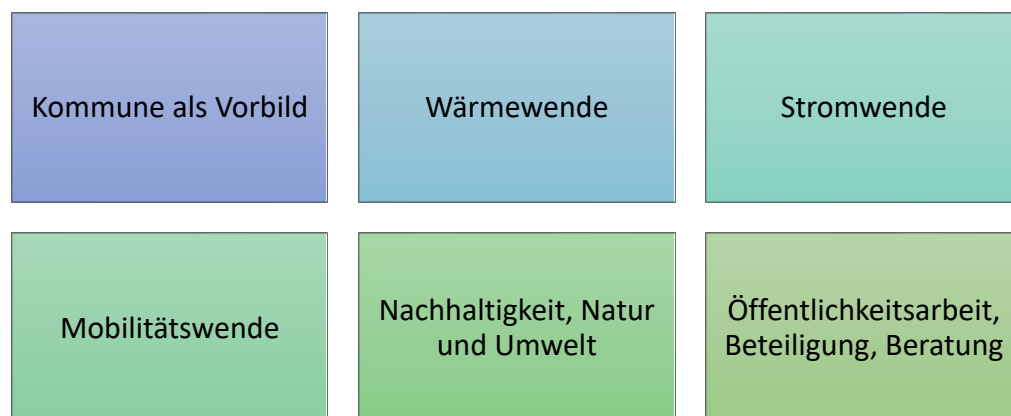 Kommune als Vorbild
Wärmewende
Stromwende
Mobilitätswende
Nachhaltigkeit, Natur
und Umwelt
Öffentlichkeitsarbeit,
Beteiligung, Beratung